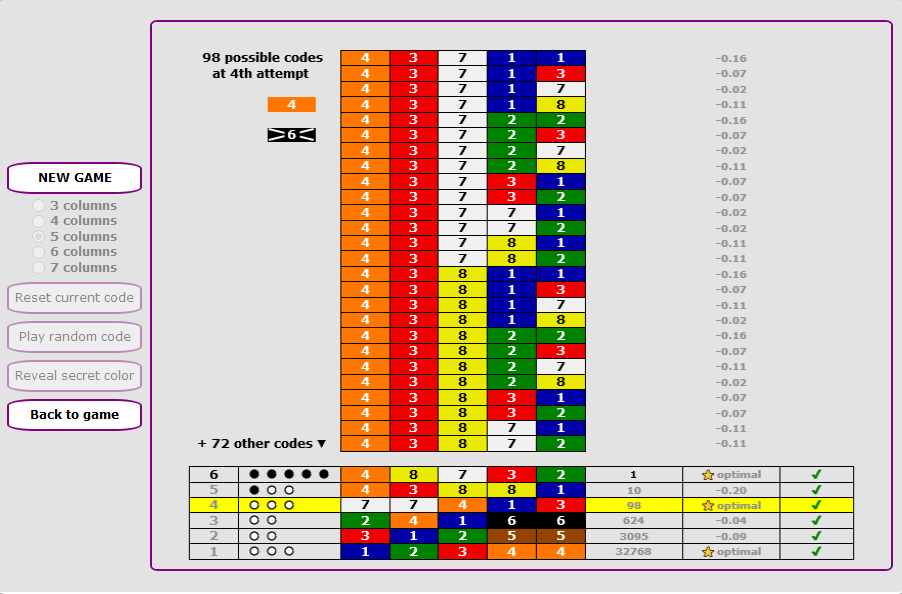 98 possible codes 4 3 7 1 1 -0.16
at 4th attempt 4 3 7 1 3 -0.07
4 3 7 1 7 -0.02
4 4 3 7 1 8 -0.11
4 3 7 2 2 -0.16
6 4 3 7 2 3 -0.07
4 3 7 2 7 -0.02
4 3 7 2 8 -0.11
NEW GAME 4 3 7 3 1 -0.07
4 3 7 3 2 -0.07
3 columns 4 3 7 7 1 -0.02
4 columns 4 3 7 7 2 -0.02
5 columns 4 3 7 8 1 -0.11
6 columns 4 3 7 8 2 -0.11
7 columns 4 3 8 1 1 -0.16
4 3 8 1 3 -0.07
Reset current code 4 3 8 1 7 -0.11
4 3 8 1 8 -0.02
Play random code 4 3 8 2 2 -0.16
4 3 8 2 3 -0.07
4 3 8 2 7 -0.11
Reveal secret color 4 3 8 2 8 -0.02
4 3 8 3 1 -0.07
Back to game 4 3 8 3 2 -0.07
4 3 8 7 1 -0.11
+ 72 other codes ▼ 4 3 8 7 2 -0.11
6 4 8 7 3 2 1 optimal
5 4 3 8 8 1 10 -0.20
4 7 7 4 1 3 98 optimal
3 2 4 1 6 6 624 -0.04
2 3 1 2 5 5 3095 -0.09
1 1 2 3 4 4 32768 optimal